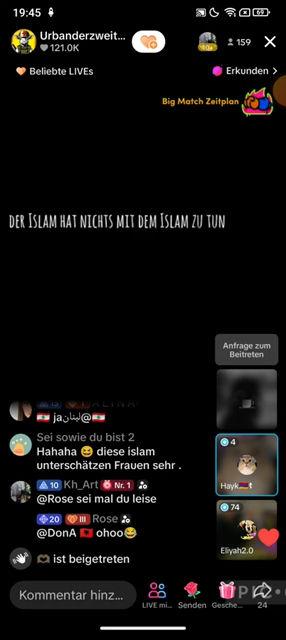 19:45
69
Urbanderzweit...
121.0K
159
Beliebte LIVEs
Erkunden >
Big Match Zeitplan
DER ISLAM HAT NICHTS MIT DEM ISLAM ZU TUN
Anfrage zum
Beitreten
jaلبنان@
Sei sowie du bist 2
Hahaha 😆 diese islam
unterschätzen Frauen sehr .
4
Hayk
10 Kh_Art Nr. 1
@Rose sei mal du leise
20 III Rose
@DonA 🇦🇱 ohoo😆
74
Eliyah2.0
ist beigetreten
Kommentar hinz...
LIVE mi...
Senden
Gesche...
24